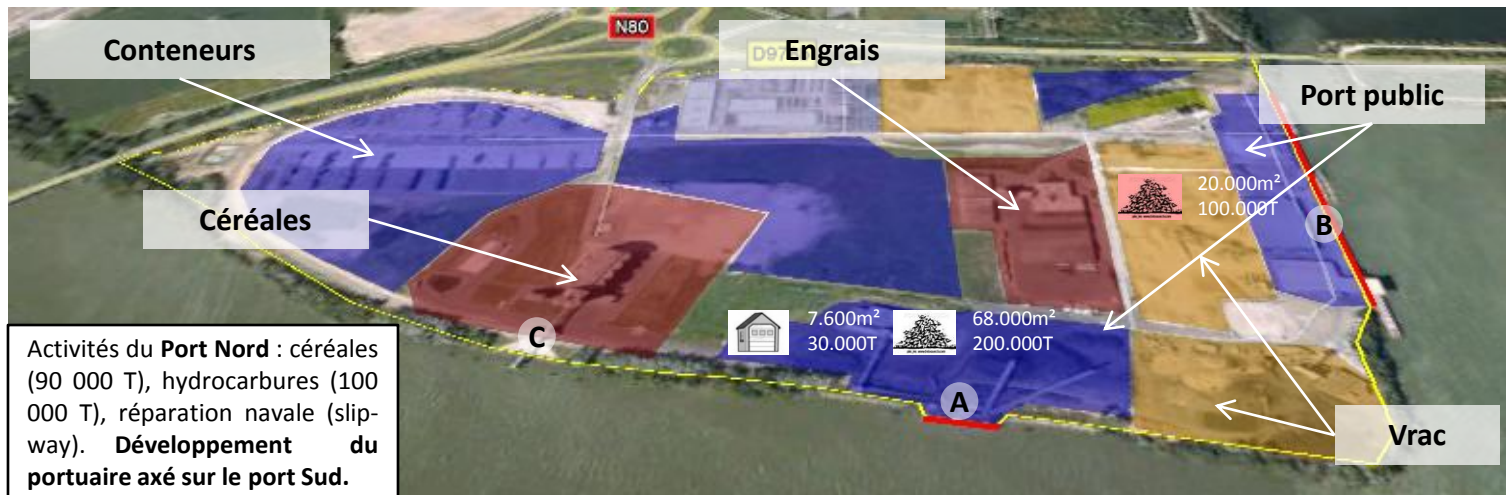 N80
D97
Conteneurs
Engrais
Port public
Céréales
20.000m²
100.000T
B
7.600m²
30.000T
68.000m²
200.000T
C
A
Vrac
Activités du Port Nord : céréales
(90 000 T), hydrocarbures (100
000 T), réparation navale (slip-
way). Développement du
portuaire axé sur le port Sud.